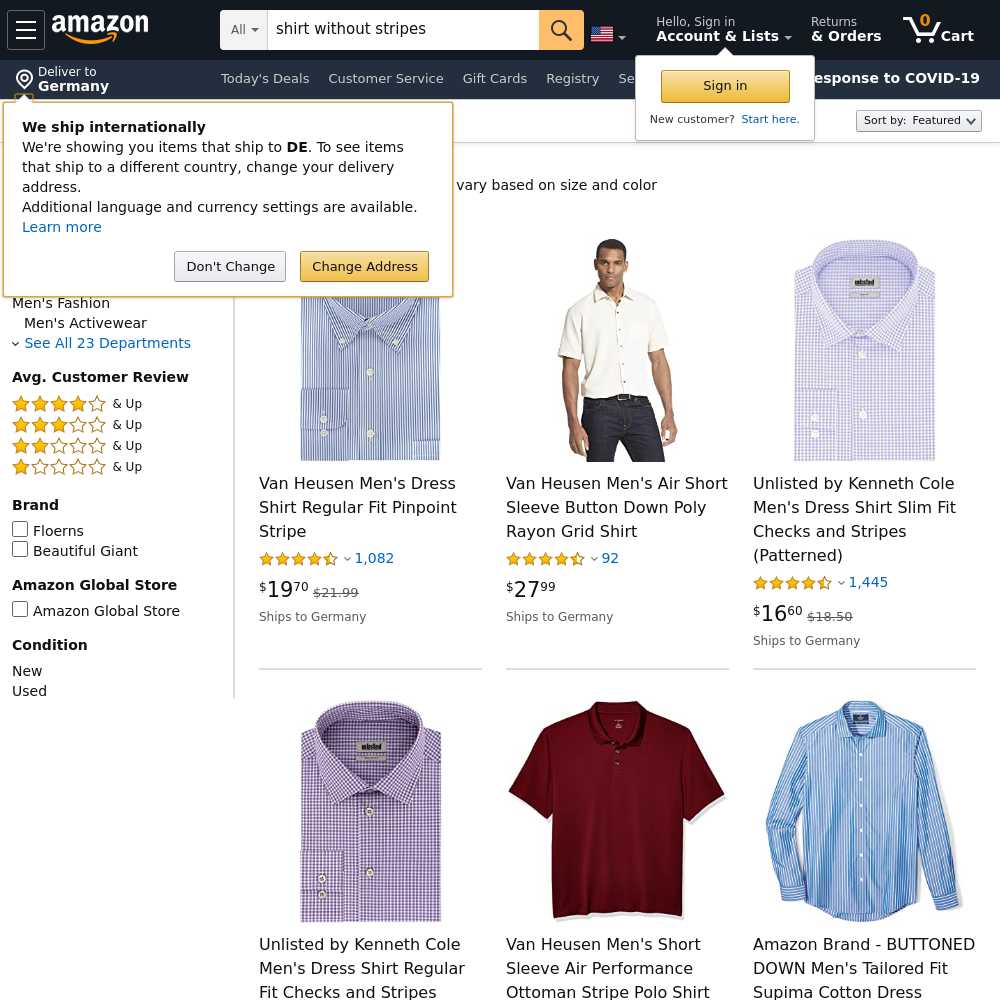 amazon
All
shirt without stripes
Hello, Sign in
Account & Lists
Returns
& Orders
0
Cart
Deliver to
Germany
Today's Deals
Customer Service
Gift Cards
Registry
Se
esponse to COVID-19
Sign in
New customer? Start here.
Sort by: Featured
We ship internationally
We're showing you items that ship to DE. To see items
that ship to a different country, change your delivery
address.
Additional language and currency settings are available.
Learn more
Don't Change
Change Address
vary based on size and color
Men's Fashion
Men's Activewear
See All 23 Departments
Avg. Customer Review
& Up
& Up
& Up
& Up
Brand
Floerns
Beautiful Giant
Amazon Global Store
Amazon Global Store
Condition
New
Used
Van Heusen Men's Dress
Shirt Regular Fit Pinpoint
Stripe
1,082
$1970 $21.99
Ships to Germany
Van Heusen Men's Air Short
Sleeve Button Down Poly
Rayon Grid Shirt
92
$2799
Ships to Germany
unlisted
Unlisted by Kenneth Cole
Men's Dress Shirt Slim Fit
Checks and Stripes
(Patterned)
1,445
$1660 $18.50
Ships to Germany
unlisted
Unlisted by Kenneth Cole
Men's Dress Shirt Regular
Fit Checks and Stripes
Van Heusen Men's Short
Sleeve Air Performance
Ottoman Stripe Polo Shirt
Amazon Brand - BUTTONED
DOWN Men's Tailored Fit
Supima Cotton Dress